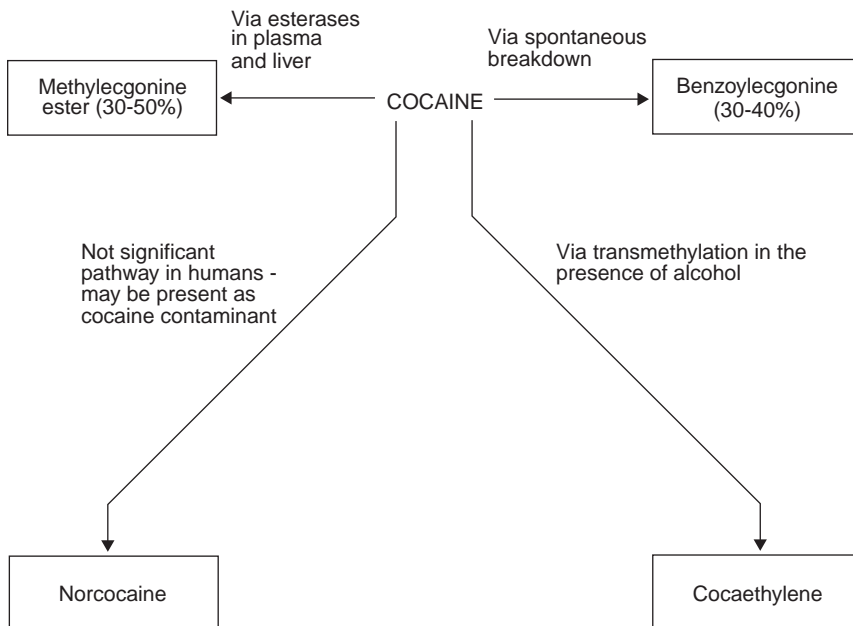 Via esterases
in plasma
and liver
Via spontaneous
breakdown
Methylecgonine
ester (30-50%)
COCAINE
Benzoylecgonine
(30-40%)
Not significant
pathway in humans -
may be present as
cocaine contaminant
Via transmethylation in the
presence of alcohol
Norcocaine
Cocaethylene